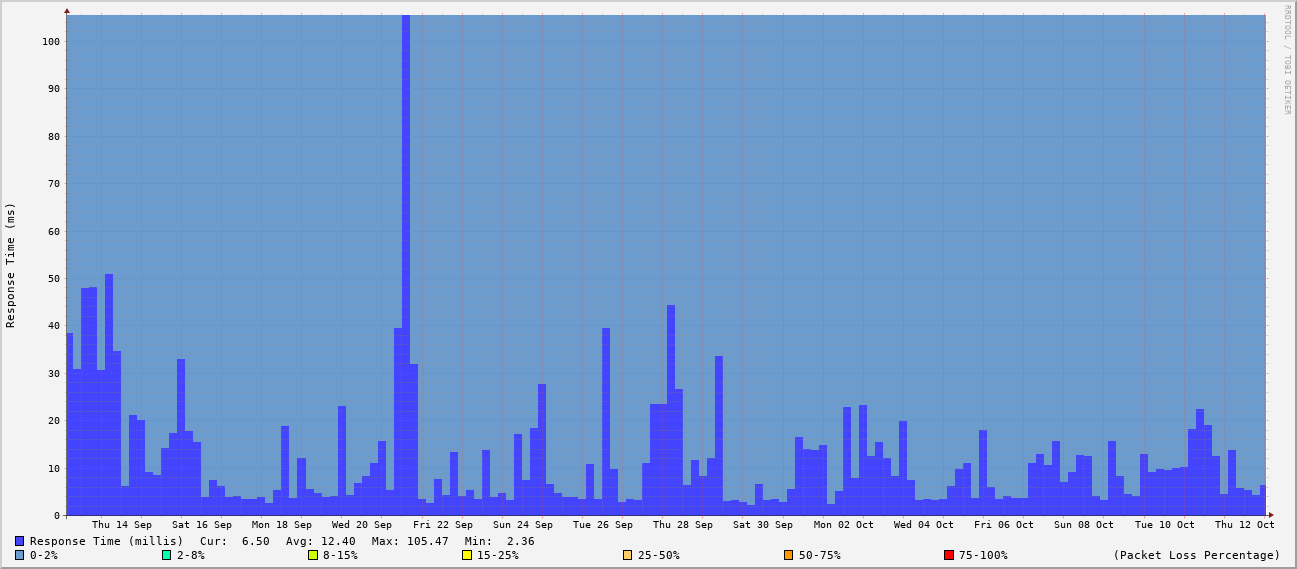 RRDTOOL / TOBI OETIKER
Response Time (ms)
100
90
80
70
60
50
40
30
20
10
0
Thu 14 Sep Sat 16 Sep Mon 18 Sep Wed 20 Sep Fri 22 Sep Sun 24 Sep Tue 26 Sep Thu 28 Sep Sat 30 Sep Mon 02 Oct Wed 04 Oct Fri 06 Oct Sun 08 Oct Tue 10 Oct Thu 12 Oct
Response Time (millis) Cur: 6.50 Avg: 12.40 Max: 105.47 Min: 2.36
0-2% 2-8% 8-15% 15-25% 25-50% 50-75% 75-100% (Packet Loss Percentage)